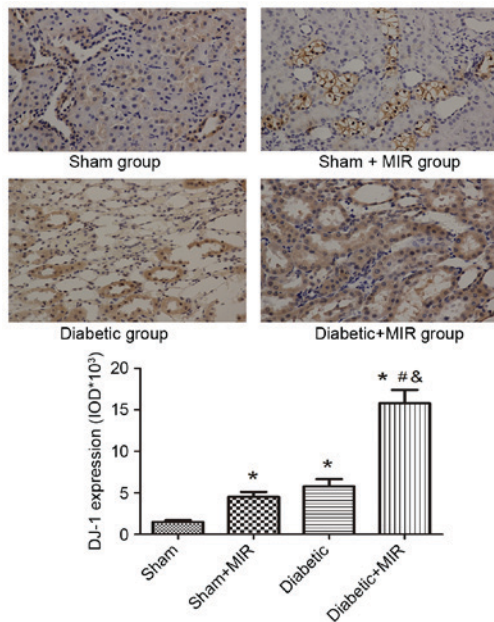 Sham group
Sham + MIR group
Diabetic group
Diabetic+MIR group
DJ-1 expression (IOD*10³)
20
15
10
5
0
*
*
* #&
Sham
Sham+MIR
Diabetic
Diabetic+MIR